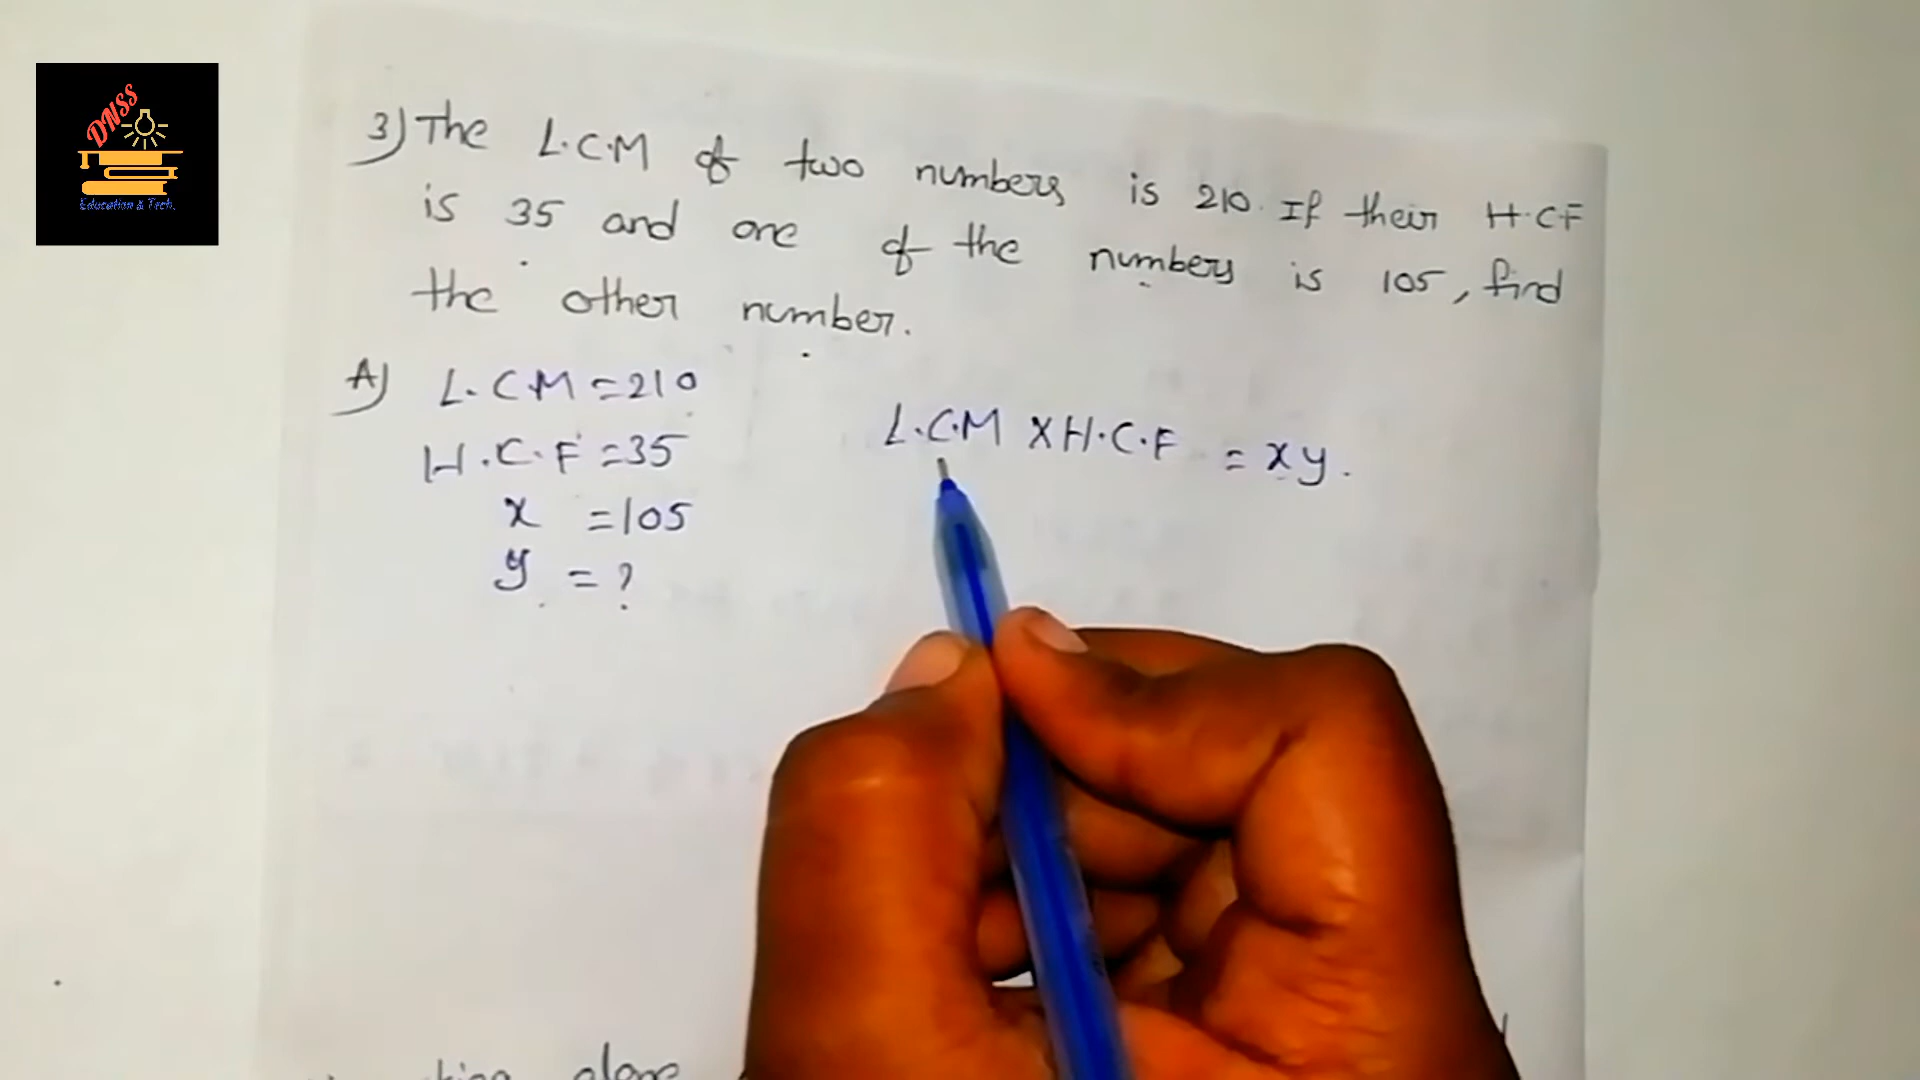 DNSS
Education & Tech.
3) The L.C.M of two numbers is 210. If their H.C.F
is 35 and one of the numbers is 105, find
the other number.
A) L.C.M = 210
H.C.F = 35
x = 105
y = ?
L.C.M X H.C.F = xy.
alone